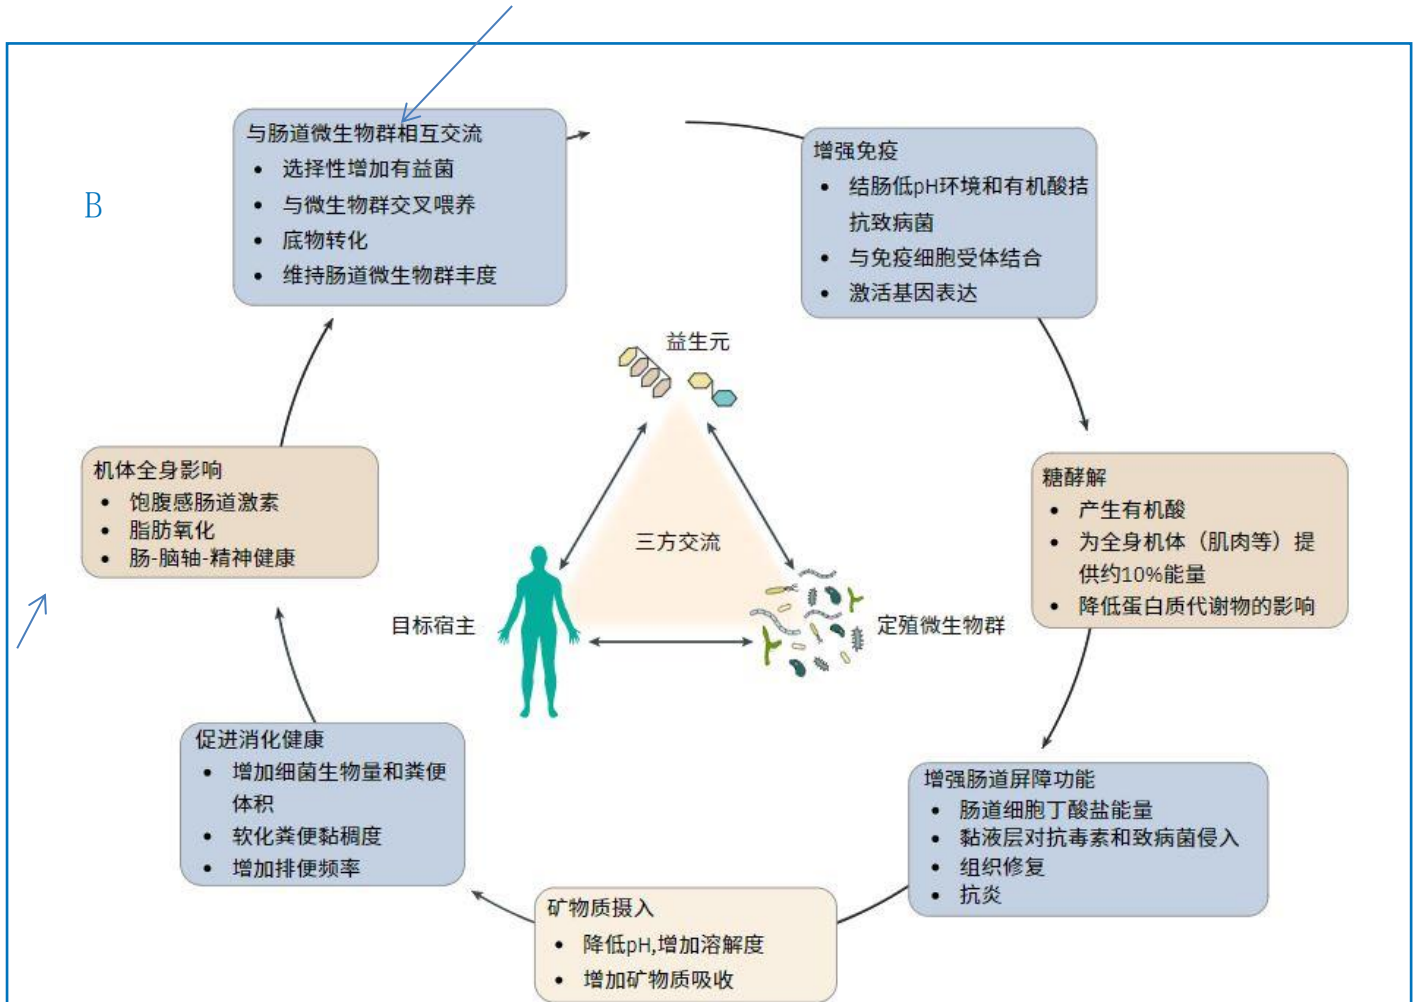 B
与肠道微生物群相互交流
• 选择性增加有益菌
• 与微生物群交叉喂养
• 底物转化
• 维持肠道微生物群丰度
增强免疫
• 结肠低pH环境和有机酸拮
抗致病菌
• 与免疫细胞受体结合
• 激活基因表达
益生元
机体全身影响
• 饱腹感肠道激素
• 脂肪氧化
• 肠-脑轴-精神健康
糖酵解
• 产生有机酸
• 为全身机体（肌肉等）提
供约10%能量
• 降低蛋白质代谢物的影响
三方交流
目标宿主
定殖微生物群
促进消化健康
• 增加细菌生物量和粪便
体积
• 软化粪便黏稠度
• 增加排便频率
增强肠道屏障功能
• 肠道细胞丁酸盐能量
• 黏液层对抗毒素和致病菌侵入
• 组织修复
• 抗炎
矿物质摄入
• 降低pH,增加溶解度
• 增加矿物质吸收